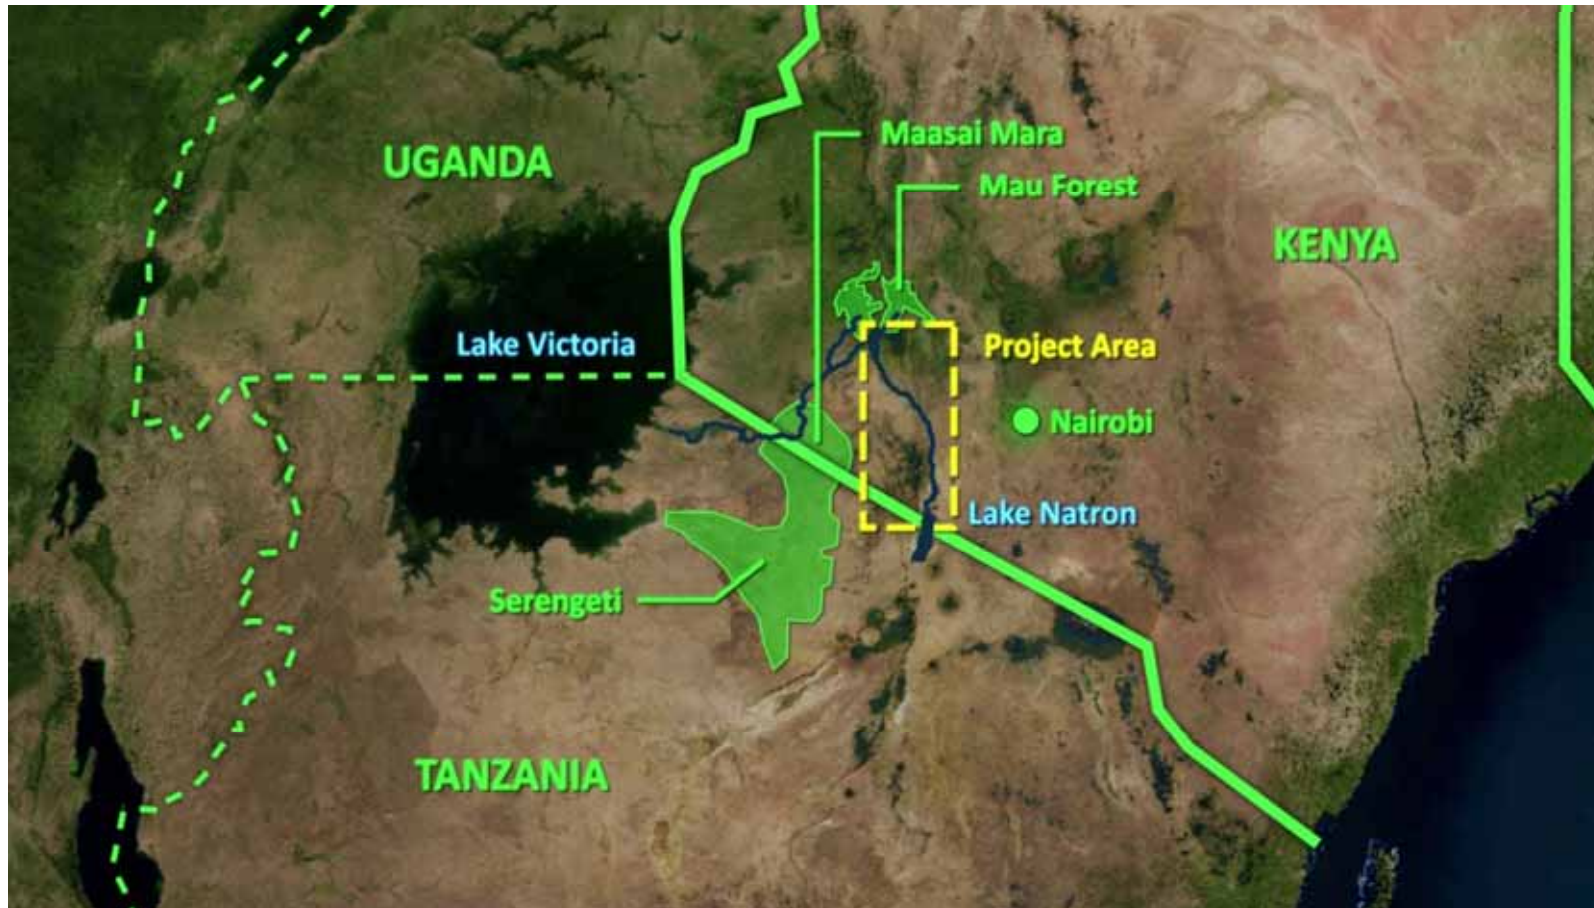 Maasai Mara
UGANDA
Mau Forest
KENYA
Lake Victoria
Project Area
Nairobi
Lake Natron
Serengeti
TANZANIA